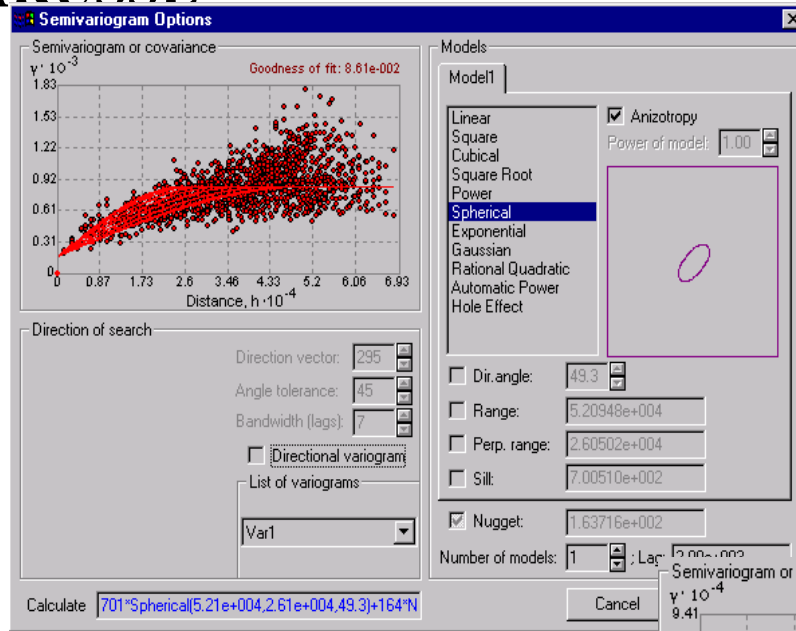 Semivariogram Options
Semivariogram or covariance
γ · 10⁻³
Goodness of fit: 8.61e-002
1.83
1.53
1.22
0.92
0.61
0.31
0
0 0.87 1.73 2.6 3.46 4.33 5.2 6.06 6.93
Distance, h ·10⁻⁴
Direction of search
Direction vector: 295
Angle tolerance: 45
Bandwidth (lags): 7
Directional variogram
List of variograms
Var1
Models
Model1
Linear
Square
Cubical
Square Root
Power
Spherical
Exponential
Gaussian
Rational Quadratic
Automatic Power
Hole Effect
Anizotropy
Power of model: 1.00
Dir.angle: 49.3
Range: 5.20948e+004
Perp. range: 2.60502e+004
Sill: 7.00510e+002
Nugget: 1.63716e+002
Number of models: 1 ; Lag:
Calculate 701*Spherical(5.21e+004,2.61e+004,49.3)+164*N
Cancel
Semivariogram or
γ · 10⁻⁴
9.41